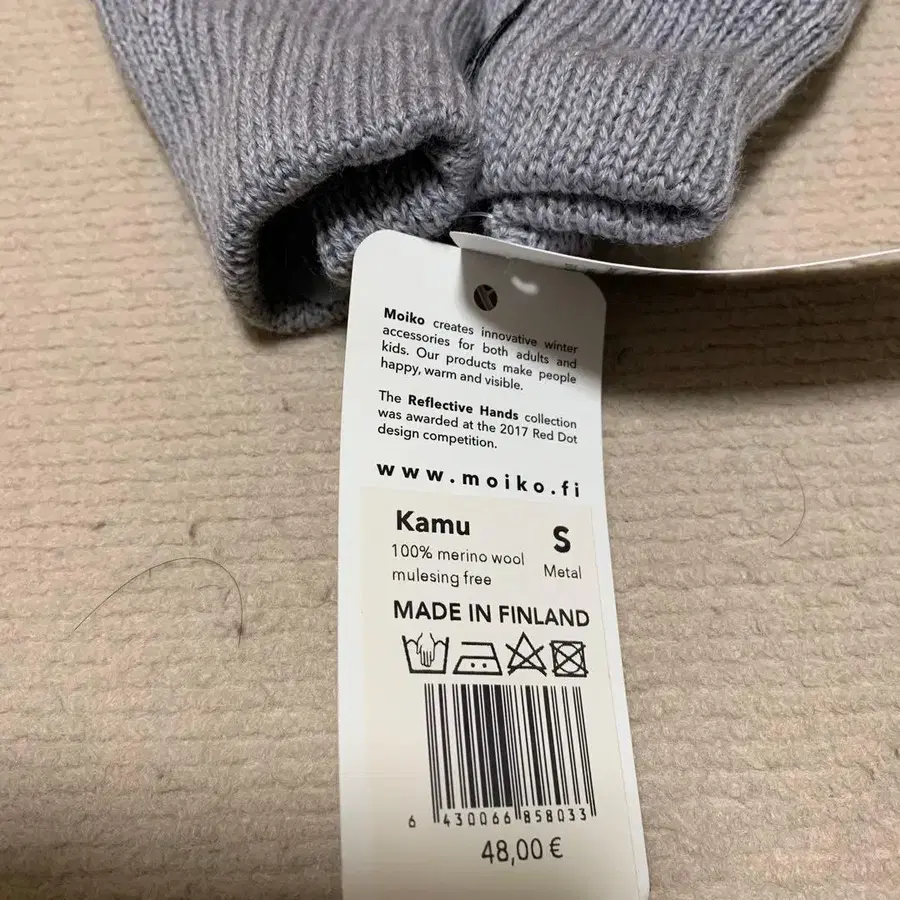 Moiko creates innovative winter
accessories for both adults and
kids. Our products make people
happy, warm and visible.
The Reflective Hands collection
was awarded at the 2017 Red Dot
design competition.
www.moiko.fi
Kamu
S
100% merino wool
Metal
mulesing free
MADE IN FINLAND
6 430066 858033
48,00 €